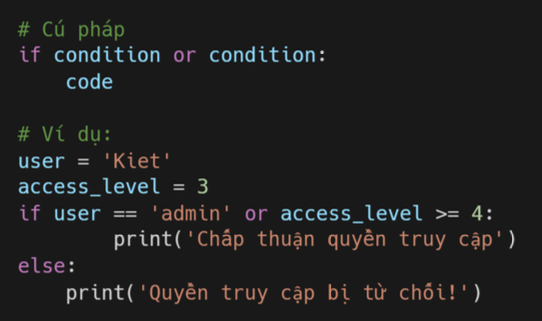 # Cú pháp
if condition or condition:
    code

# Ví dụ:
user = 'Kiet'
access_level = 3
if user == 'admin' or access_level >= 4:
        print('Chấp thuận quyền truy cập')
else:
    print('Quyền truy cập bị từ chối!')